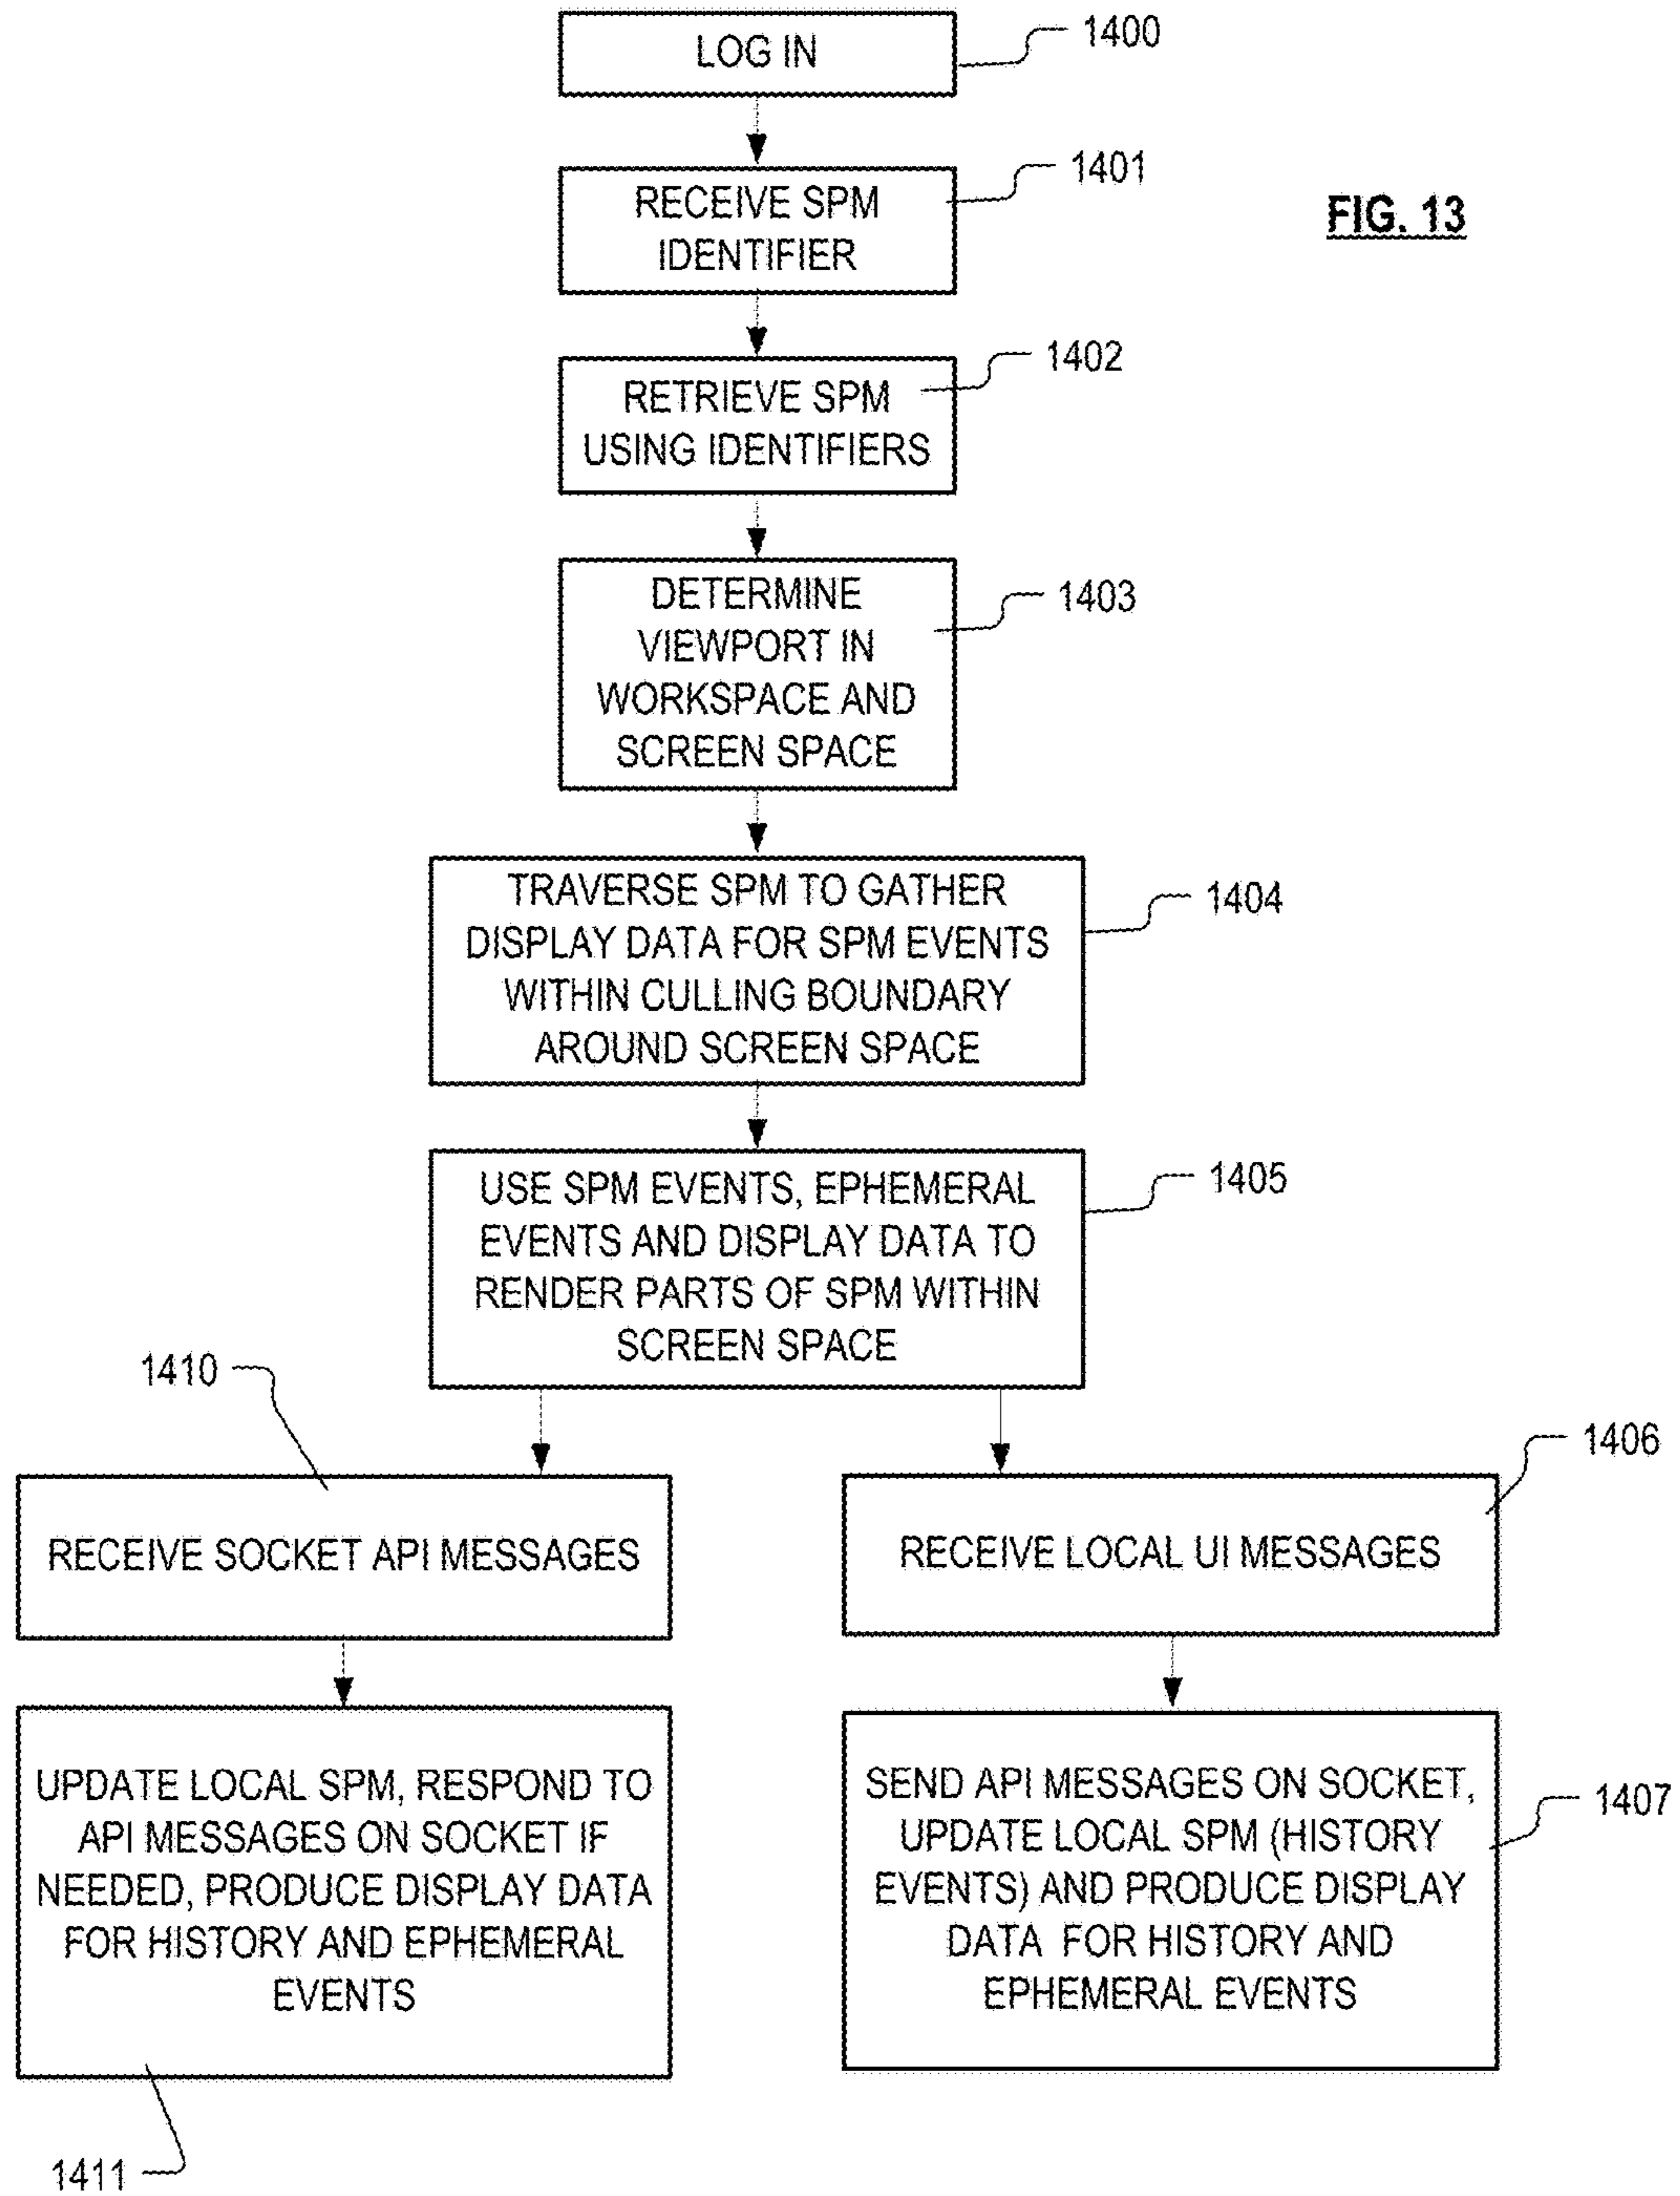 LOG IN
1400
RECEIVE SPM
IDENTIFIER
1401
FIG. 13
RETRIEVE SPM
USING IDENTIFIERS
1402
DETERMINE
VIEWPORT IN
WORKSPACE AND
SCREEN SPACE
1403
TRAVERSE SPM TO GATHER
DISPLAY DATA FOR SPM EVENTS
WITHIN CULLING BOUNDARY
AROUND SCREEN SPACE
1404
USE SPM EVENTS, EPHEMERAL
EVENTS AND DISPLAY DATA TO
RENDER PARTS OF SPM WITHIN
SCREEN SPACE
1405
1410
RECEIVE SOCKET API MESSAGES
1406
RECEIVE LOCAL UI MESSAGES
UPDATE LOCAL SPM, RESPOND TO
API MESSAGES ON SOCKET IF
NEEDED, PRODUCE DISPLAY DATA
FOR HISTORY AND EPHEMERAL
EVENTS
1411
SEND API MESSAGES ON SOCKET,
UPDATE LOCAL SPM (HISTORY
EVENTS) AND PRODUCE DISPLAY
DATA FOR HISTORY AND
EPHEMERAL EVENTS
1407